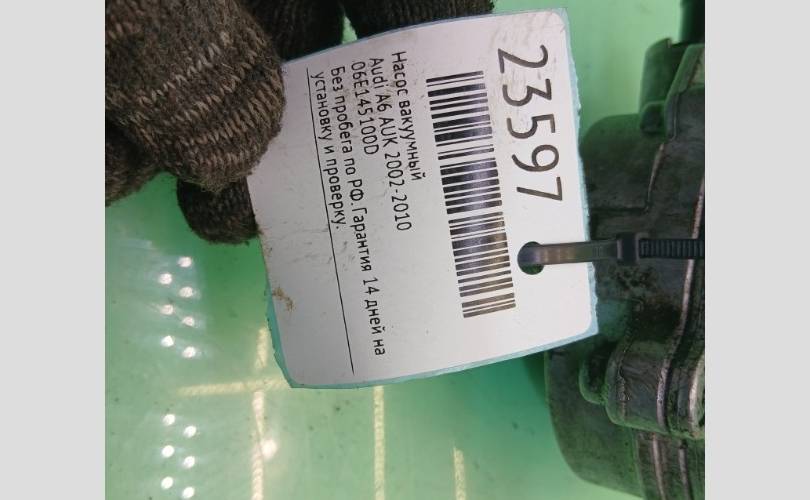 23597
Насос вакуумный
Audi A6 AUK 2002-2010
06E145100D
Без пробега по РФ. Гарантия 14 дней на
установку и проверку.